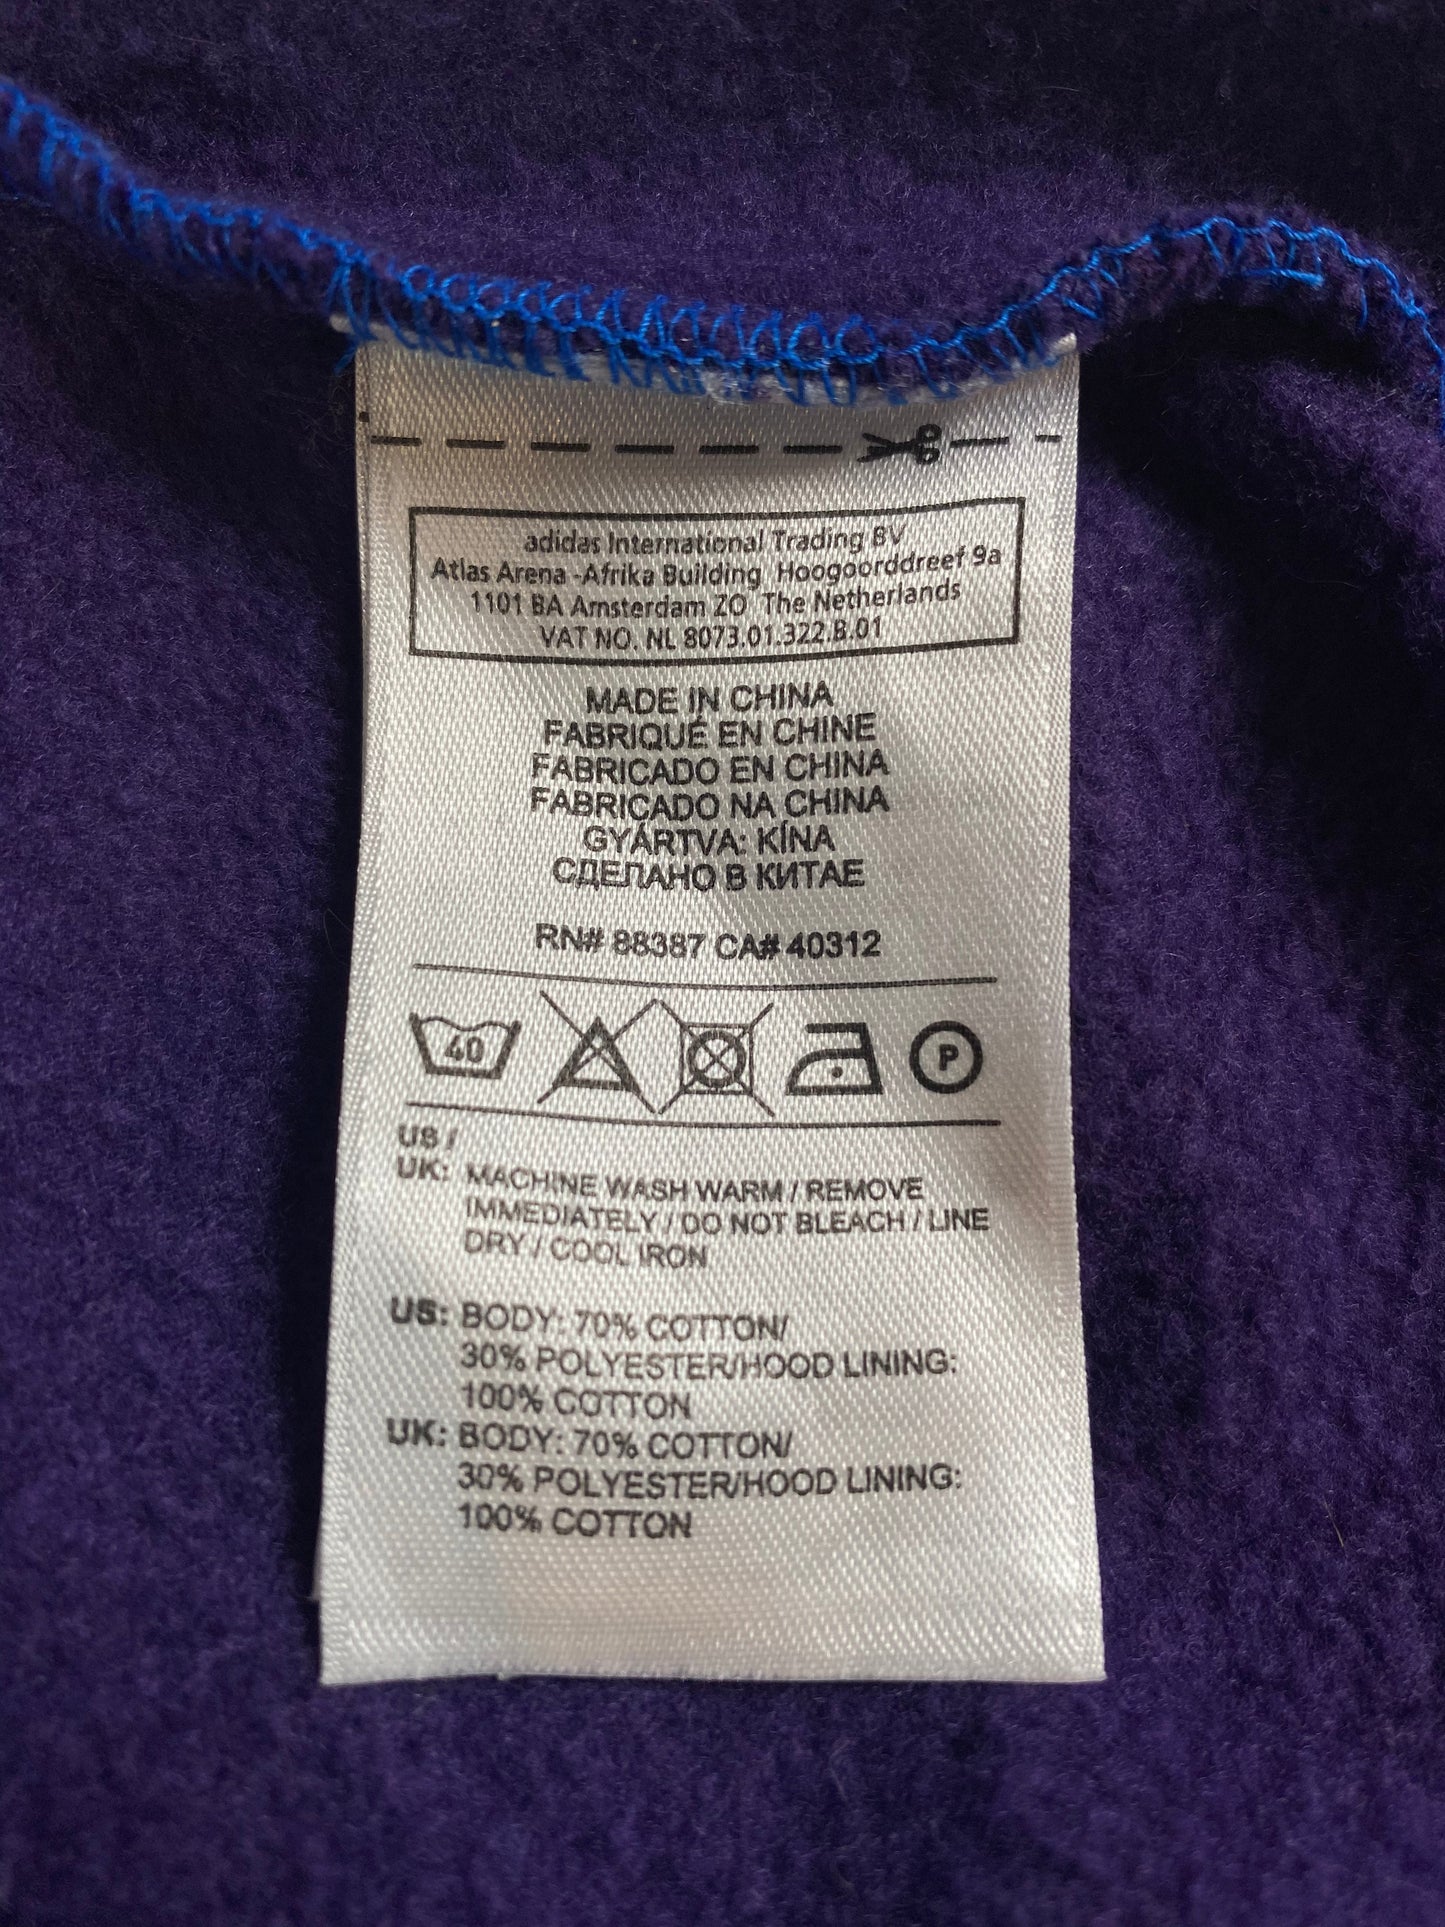 adidas International Trading BV
Atlas Arena -Afrika Building Hoogoorddreef 9a
1101 BA Amsterdam ZO The Netherlands
VAT NO. NL 8073.01.322.B.01
MADE IN CHINA
FABRIQUÉ EN CHINE
FABRICADO EN CHINA
FABRICADO NA CHINA
GYÁRTVA: KÍNA
СДЕЛАНО В КИТАЕ
RN# 88387 CA# 40312
40 P
US /
UK: MACHINE WASH WARM / REMOVE
IMMEDIATELY / DO NOT BLEACH / LINE
DRY / COOL IRON
US: BODY: 70% COTTON/
30% POLYESTER/HOOD LINING:
100% COTTON
UK: BODY: 70% COTTON/
30% POLYESTER/HOOD LINING:
100% COTTON